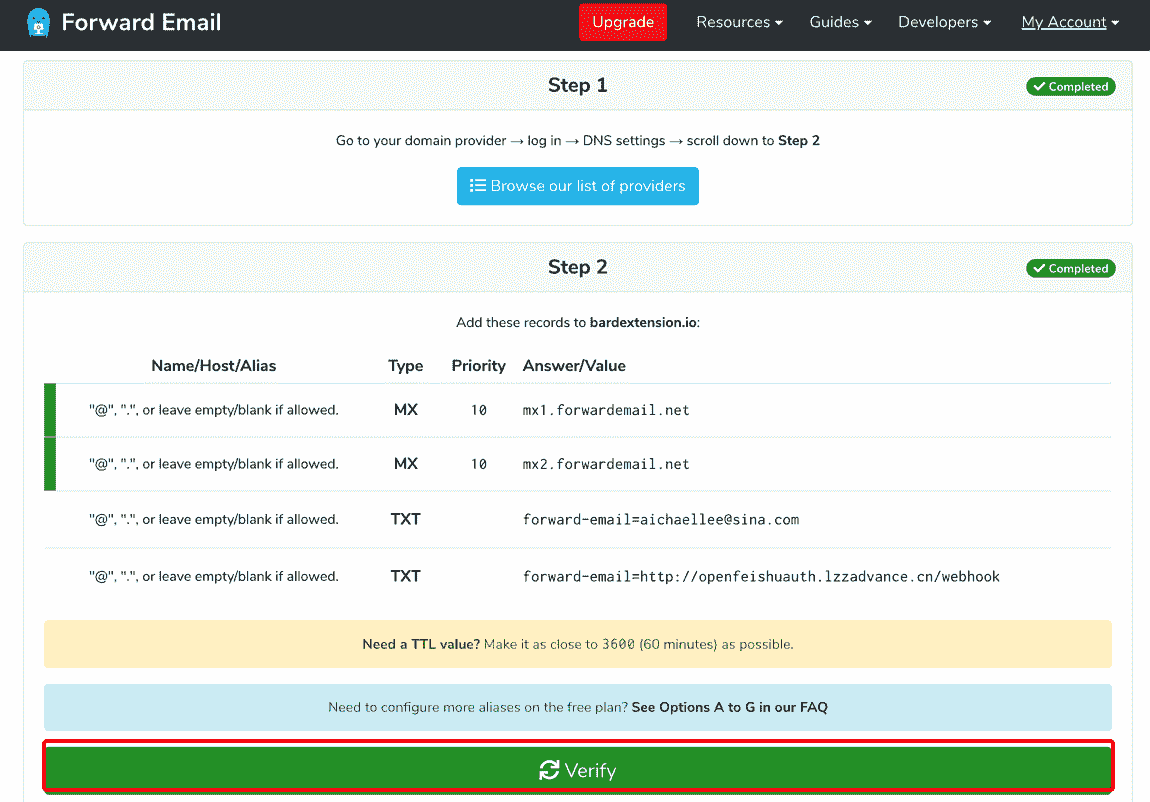 Forward Email
Upgrade
Resources
Guides
Developers
My Account
Step 1
Completed
Go to your domain provider → log in → DNS settings → scroll down to Step 2
Browse our list of providers
Step 2
Completed
Add these records to bardextension.io:
Name/Host/Alias Type Priority Answer/Value
"@", ".", or leave empty/blank if allowed. MX 10 mx1.forwardemail.net
"@", ".", or leave empty/blank if allowed. MX 10 mx2.forwardemail.net
"@", ".", or leave empty/blank if allowed. TXT forward-email=aichaellee@sina.com
"@", ".", or leave empty/blank if allowed. TXT forward-email=http://openfeishuauth.lzzadvance.cn/webhook
Need a TTL value? Make it as close to 3600 (60 minutes) as possible.
Need to configure more aliases on the free plan? See Options A to G in our FAQ
Verify